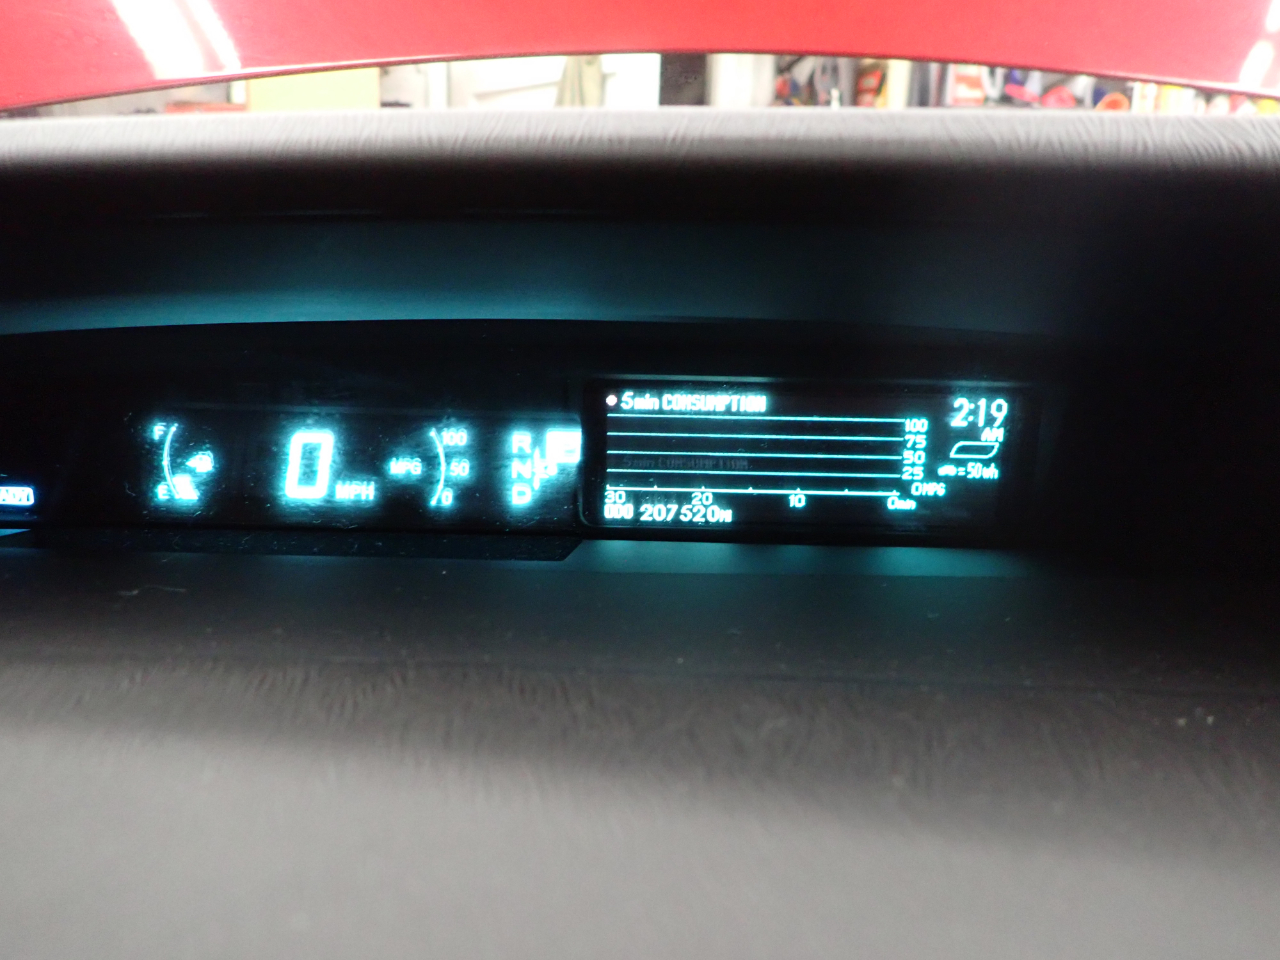 F
E
0 MPH
100
MPG 50
0
R
N
D
5min CONSUMPTION
100
75
50
25
0MPG
30 20 10 0min
ODO 207520MI
2:19
AM
=50Wh